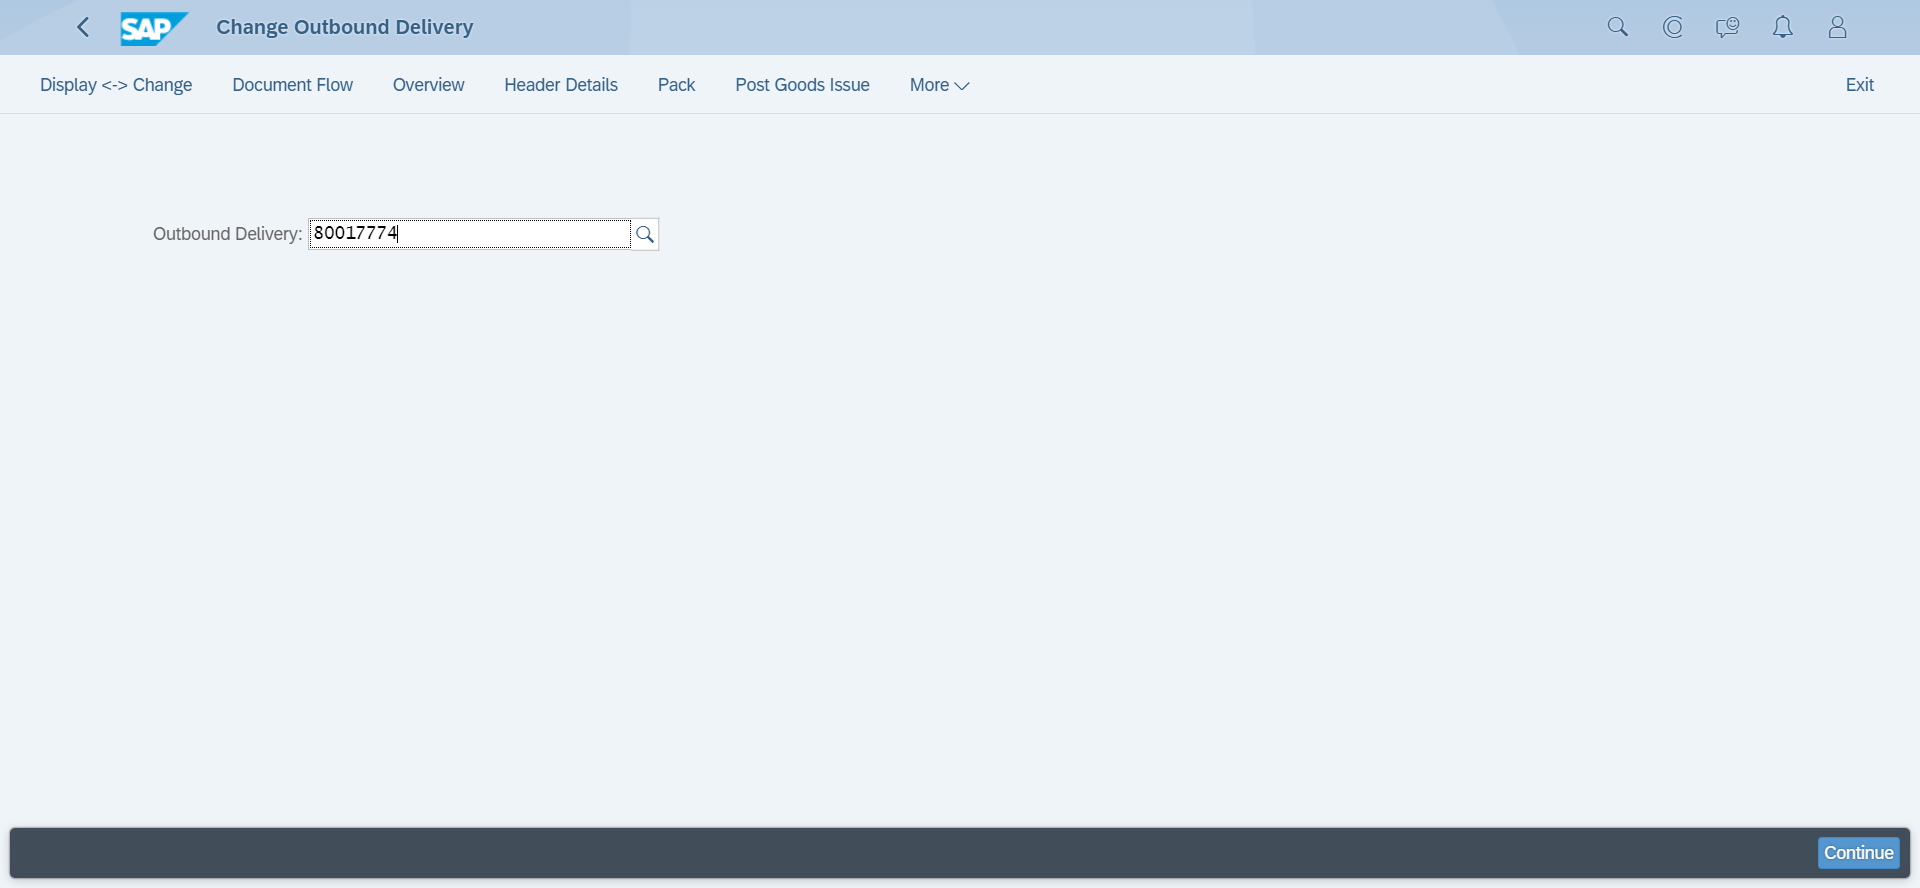 SAP Change Outbound Delivery
Display <-> Change Document Flow Overview Header Details Pack Post Goods Issue More Exit
Outbound Delivery: 80017774
Continue